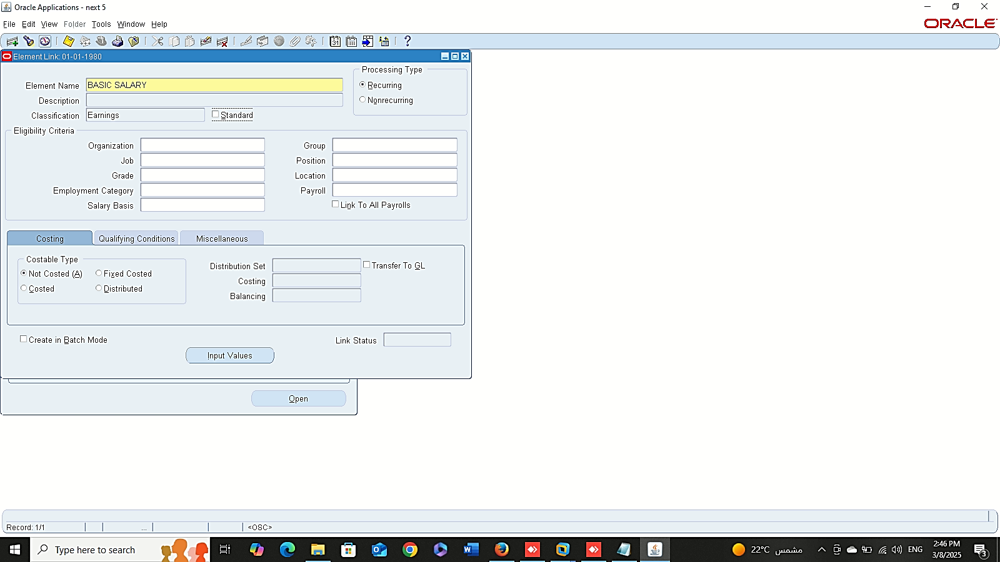 Oracle Applications - next 5
File Edit View Folder Tools Window Help
ORACLE
Element Link: 01-01-1980
Processing Type
Element Name BASIC SALARY
Recurring
Description
Nonrecurring
Classification Earnings Standard
Eligibility Criteria
Organization Group
Job Position
Grade Location
Employment Category Payroll
Salary Basis Link To All Payrolls
Costing Qualifying Conditions Miscellaneous
Costable Type
Distribution Set Transfer To GL
Not Costed (A) Fixed Costed
Costing
Costed Distributed
Balancing
Create in Batch Mode Link Status
Input Values
Open
Record: 1/1 ... <OSC>
Type here to search
22°C مشمس ENG
2:46 PM
3/8/2025
3